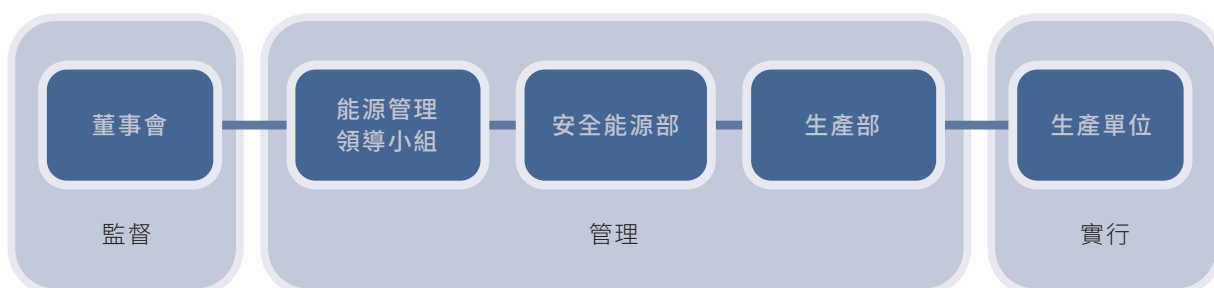 董事會
能源管理
領導小組
安全能源部
生產部
生產單位
監督
管理
實行